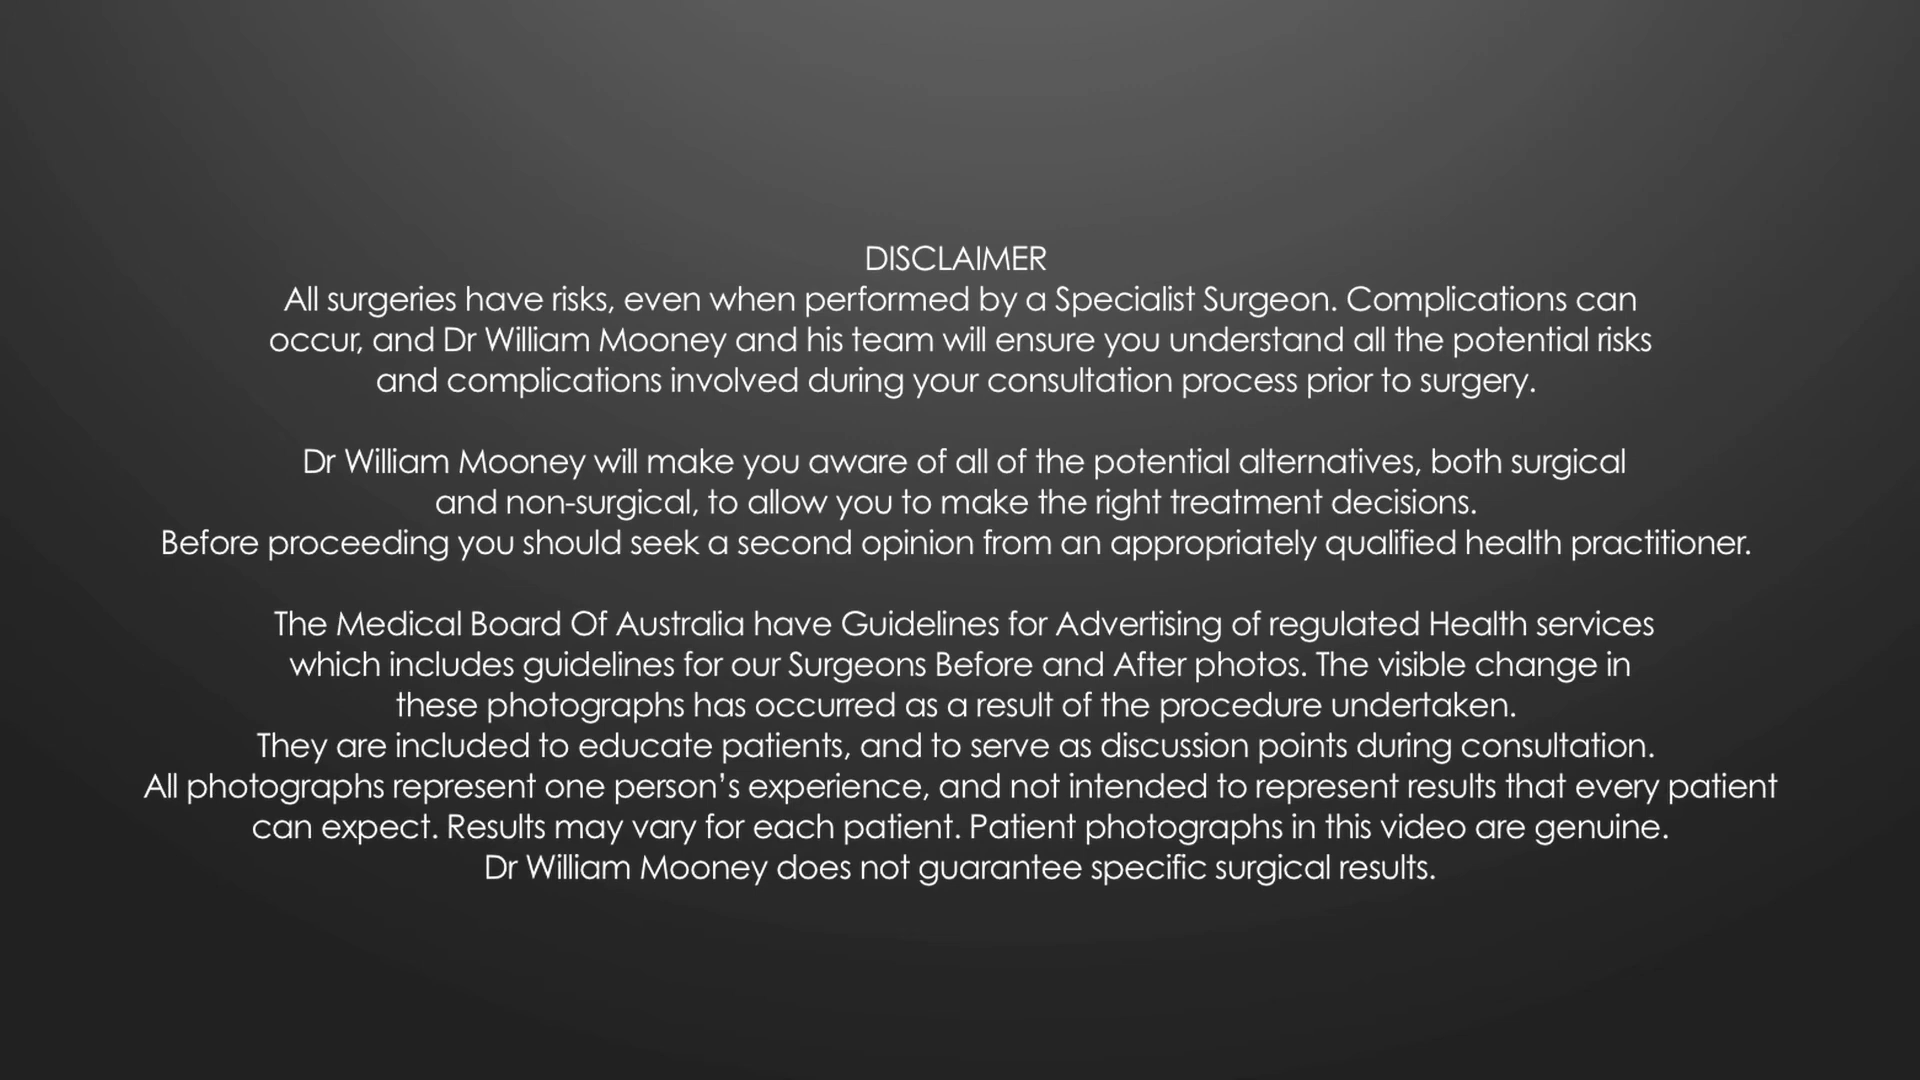 DISCLAIMER
All surgeries have risks, even when performed by a Specialist Surgeon. Complications can
occur, and Dr William Mooney and his team will ensure you understand all the potential risks
and complications involved during your consultation process prior to surgery.
Dr William Mooney will make you aware of all of the potential alternatives, both surgical
and non-surgical, to allow you to make the right treatment decisions.
Before proceeding you should seek a second opinion from an appropriately qualified health practitioner.
The Medical Board Of Australia have Guidelines for Advertising of regulated Health services
which includes guidelines for our Surgeons Before and After photos. The visible change in
these photographs has occurred as a result of the procedure undertaken.
They are included to educate patients, and to serve as discussion points during consultation.
All photographs represent one person’s experience, and not intended to represent results that every patient
can expect. Results may vary for each patient. Patient photographs in this video are genuine.
Dr William Mooney does not guarantee specific surgical results.